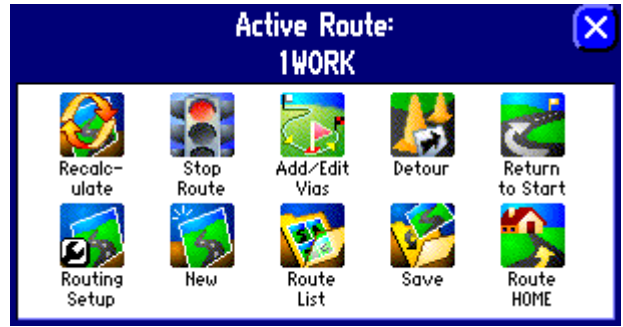 Active Route:
1WORK
Recalc-
ulate
Stop
Route
Add/Edit
Vias
Detour
Return
to Start
Routing
Setup
New
Route
List
Save
Route
HOME